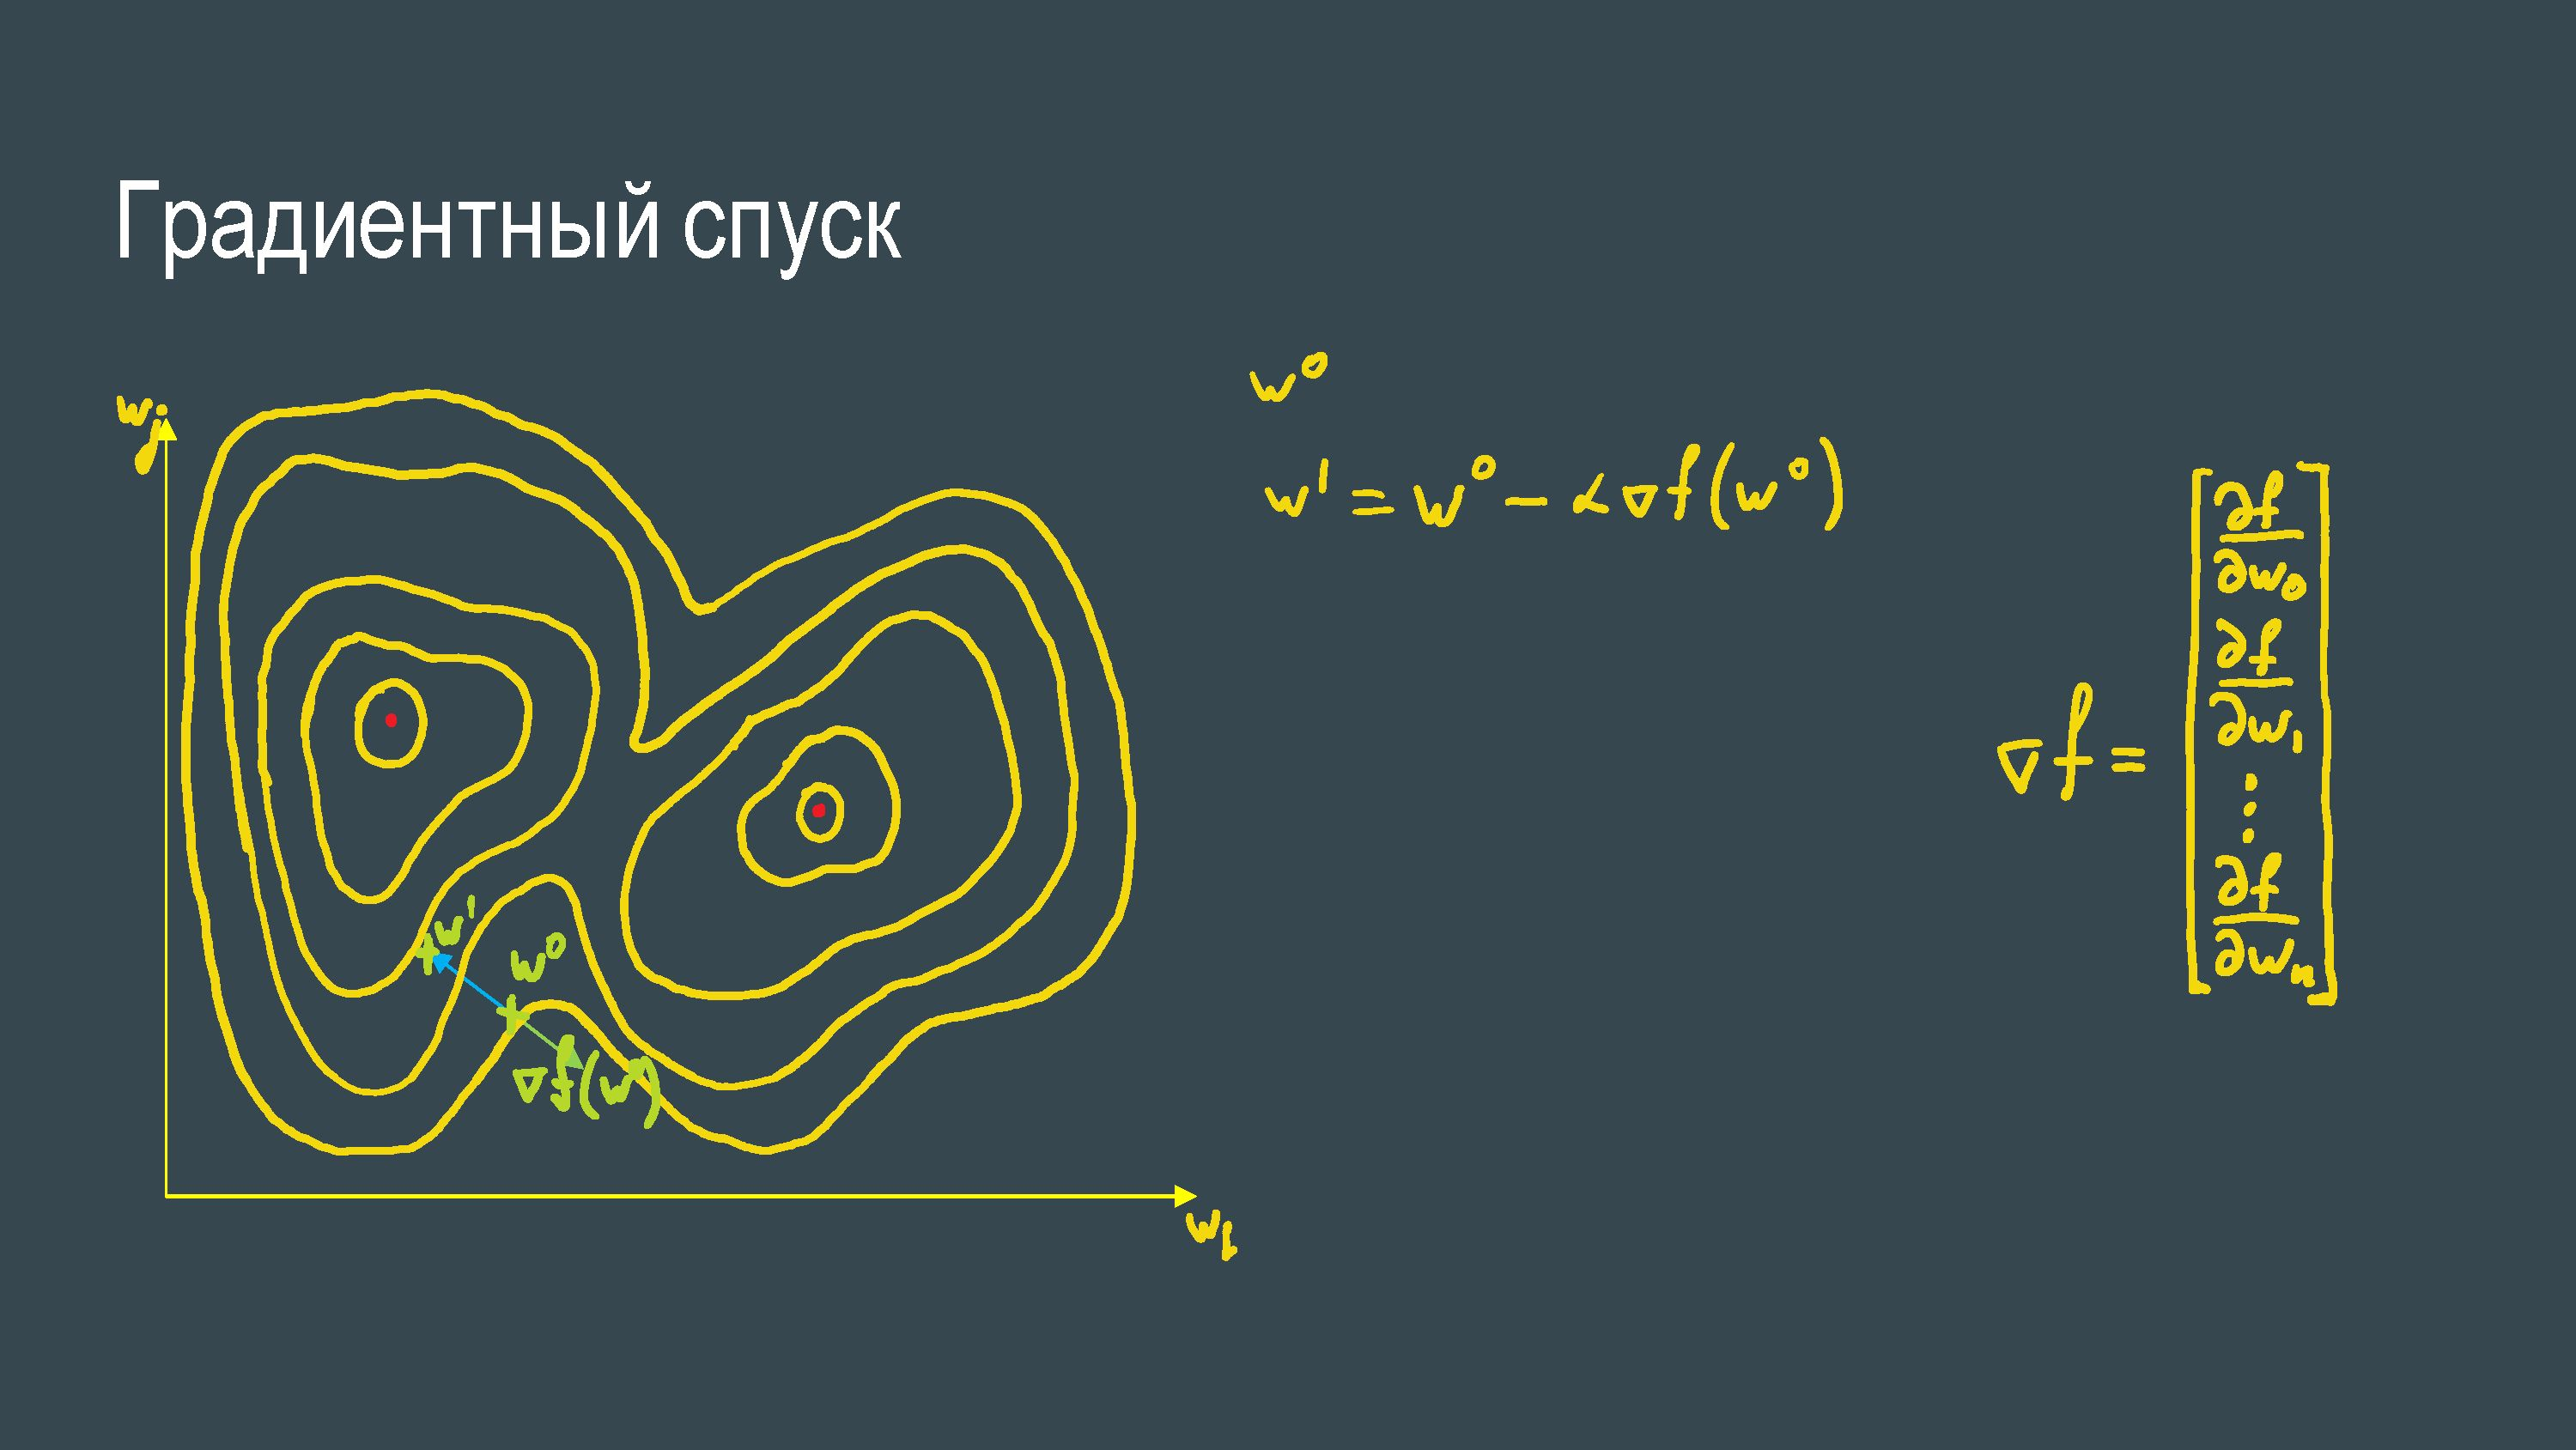 Градиентный спуск
w⁰
w¹ = w⁰ − α∇f(w⁰)
∇f = [∂f/∂w₀
∂f/∂w₁
⋮
∂f/∂wₙ]
wⱼ
w¹
w⁰
∇f(w⁰)
wᵢ